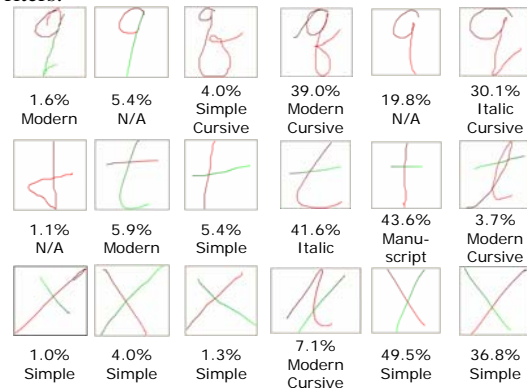 q q q q q q
1.6% 5.4% 4.0% 39.0% 19.8% 30.1%
Modern N/A Simple Modern N/A Italic
Cursive Cursive Cursive
t t t t t t
1.1% 5.9% 5.4% 41.6% 43.6% 3.7%
N/A Modern Simple Italic Manu- Modern
script Cursive
x x x x x x
1.0% 4.0% 1.3% 7.1% 49.5% 36.8%
Simple Simple Simple Modern Simple Simple
Cursive